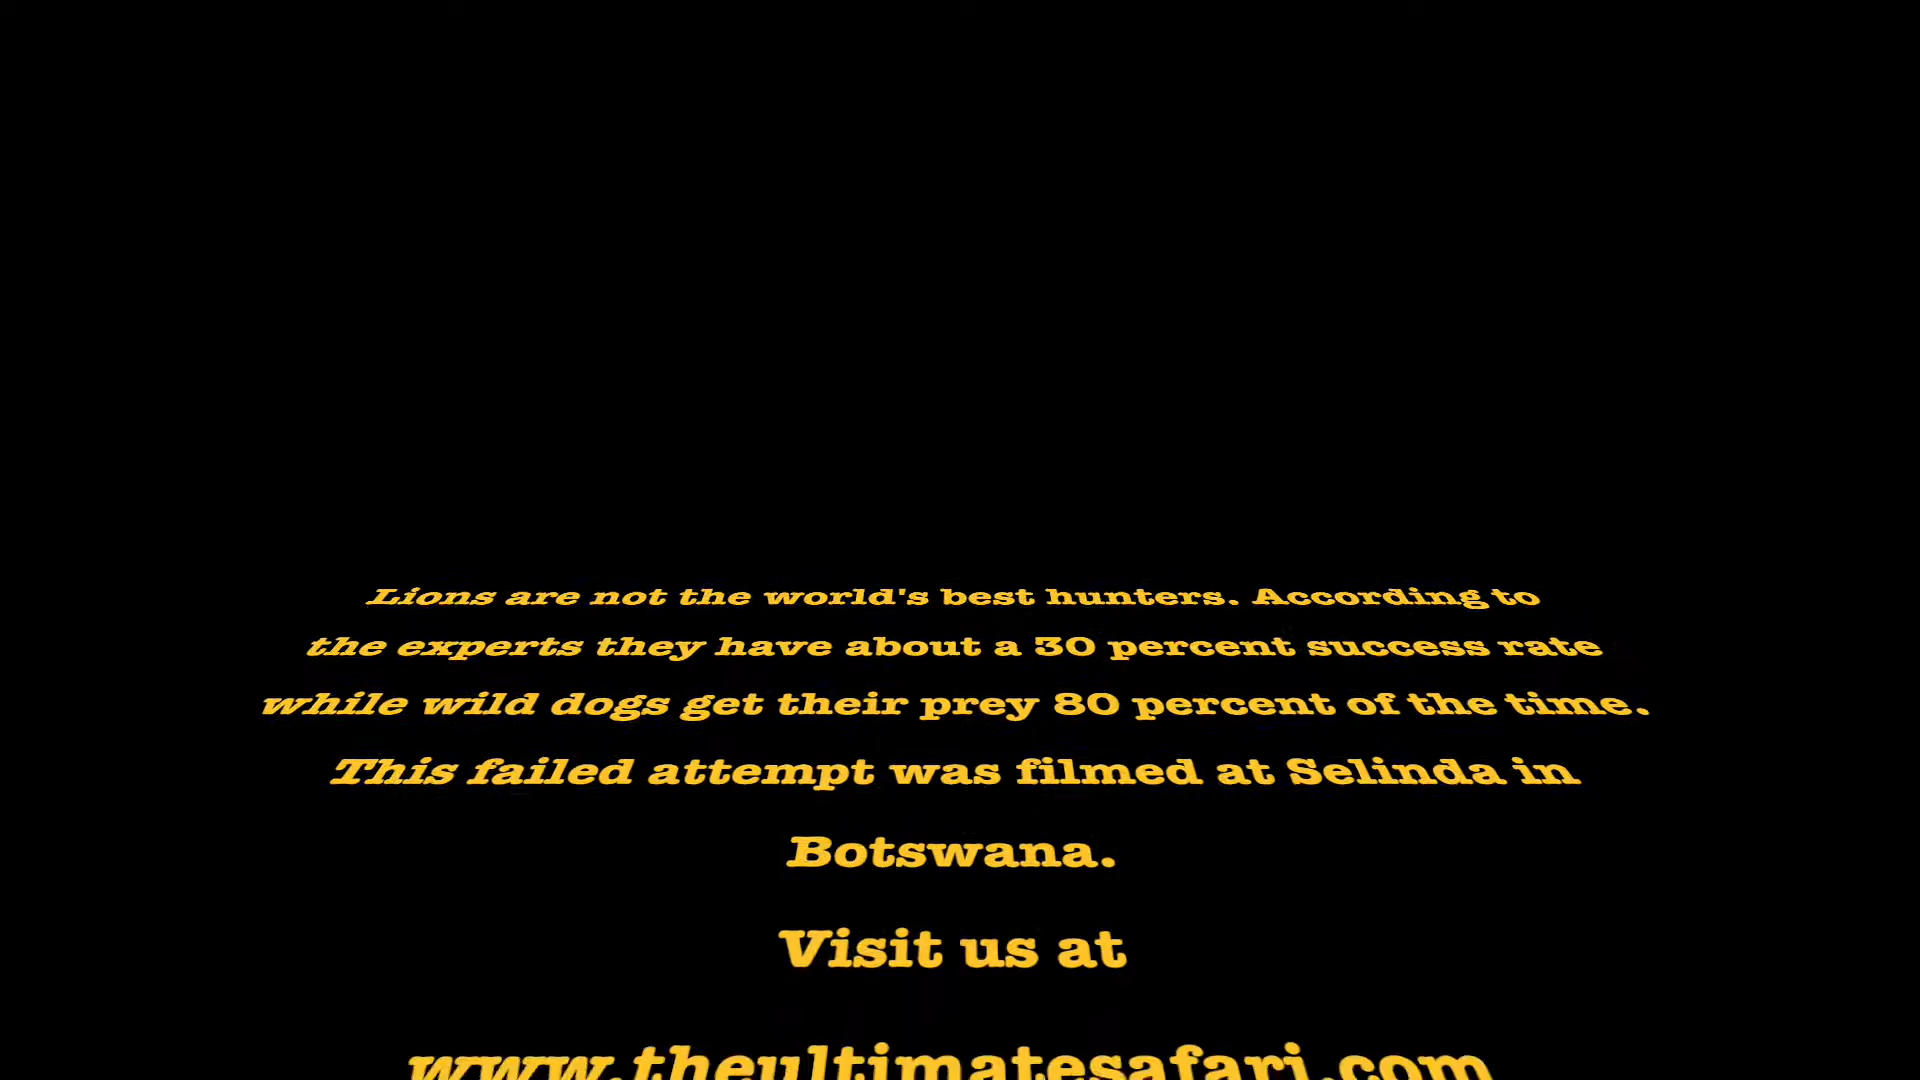 Lions are not the world's best hunters. According to
the experts they have about a 30 percent success rate
while wild dogs get their prey 80 percent of the time.
This failed attempt was filmed at Selinda in
Botswana.
Visit us at
www.theultimatesafari.com